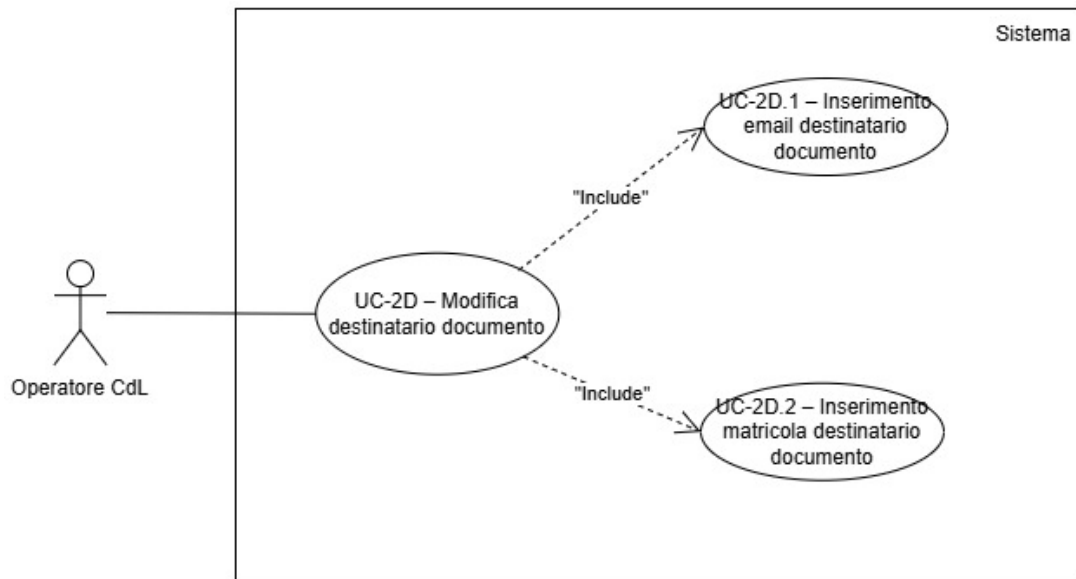 Sistema
UC-2D.1 – Inserimento
email destinatario
documento
"Include"
UC-2D – Modifica
destinatario documento
Operatore CdL
"Include"
UC-2D.2 – Inserimento
matricola destinatario
documento